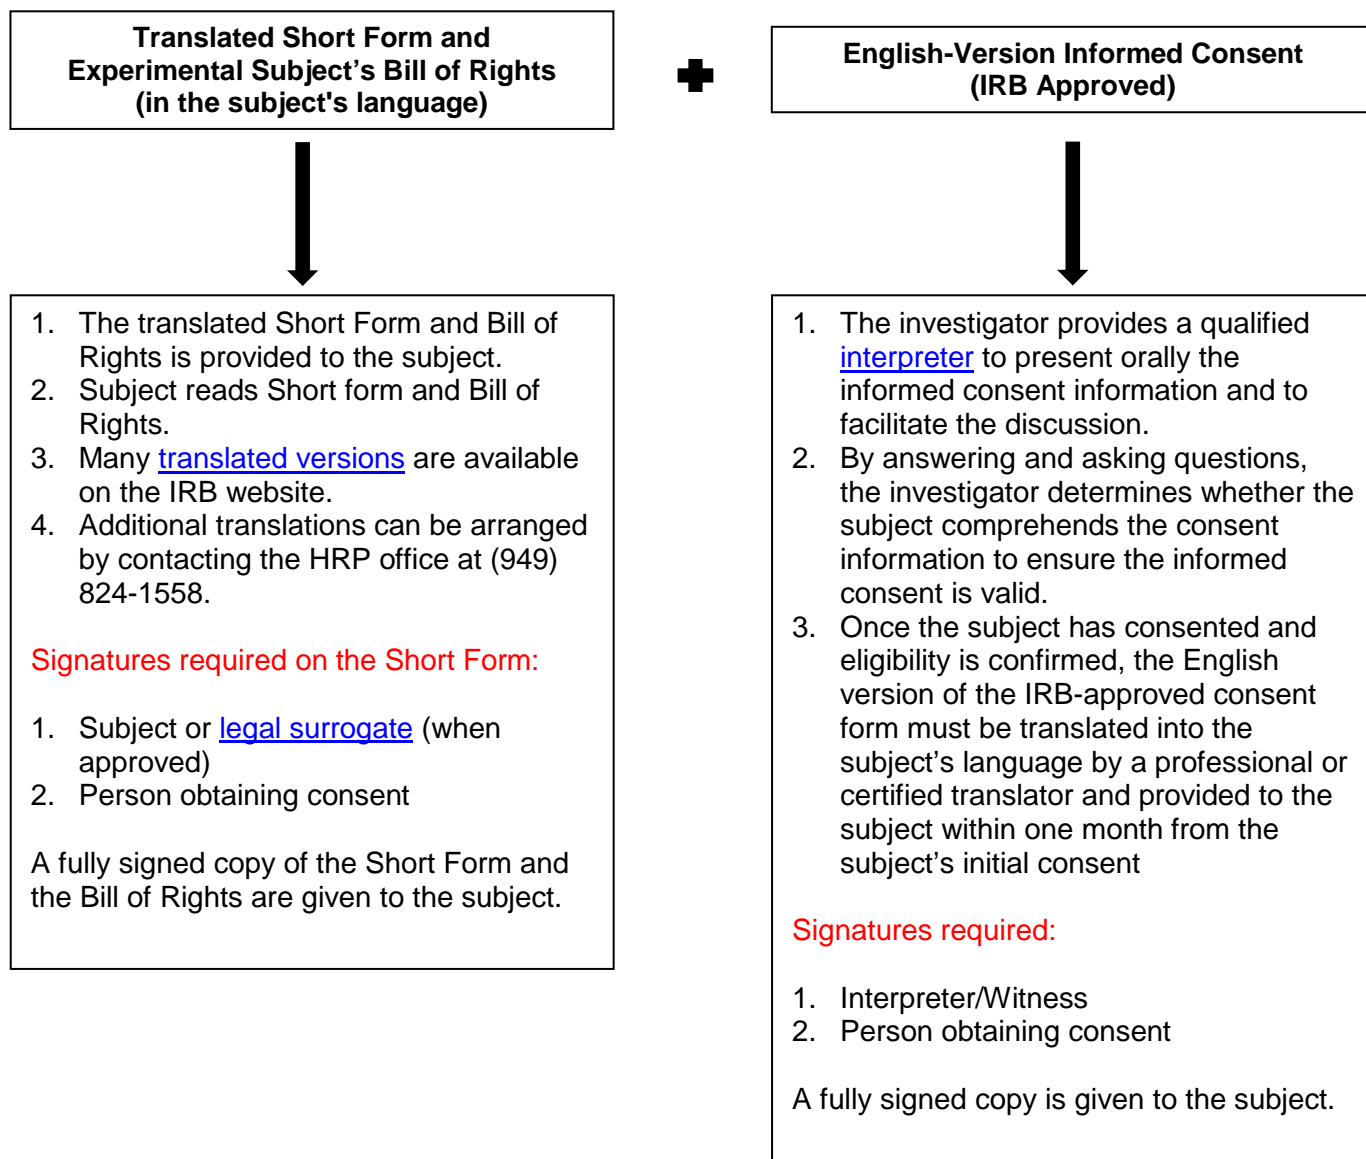 Translated Short Form and
Experimental Subject's Bill of Rights
(in the subject's language)
English-Version Informed Consent
(IRB Approved)
1. The translated Short Form and Bill of
Rights is provided to the subject.
2. Subject reads Short form and Bill of
Rights.
3. Many translated versions are available
on the IRB website.
4. Additional translations can be arranged
by contacting the HRP office at (949)
824-1558.
Signatures required on the Short Form:
1. Subject or legal surrogate (when
approved)
2. Person obtaining consent
A fully signed copy of the Short Form and
the Bill of Rights are given to the subject.
1. The investigator provides a qualified
interpreter to present orally the
informed consent information and to
facilitate the discussion.
2. By answering and asking questions,
the investigator determines whether the
subject comprehends the consent
information to ensure the informed
consent is valid.
3. Once the subject has consented and
eligibility is confirmed, the English
version of the IRB-approved consent
form must be translated into the
subject's language by a professional or
certified translator and provided to the
subject within one month from the
subject's initial consent
Signatures required:
1. Interpreter/Witness
2. Person obtaining consent
A fully signed copy is given to the subject.